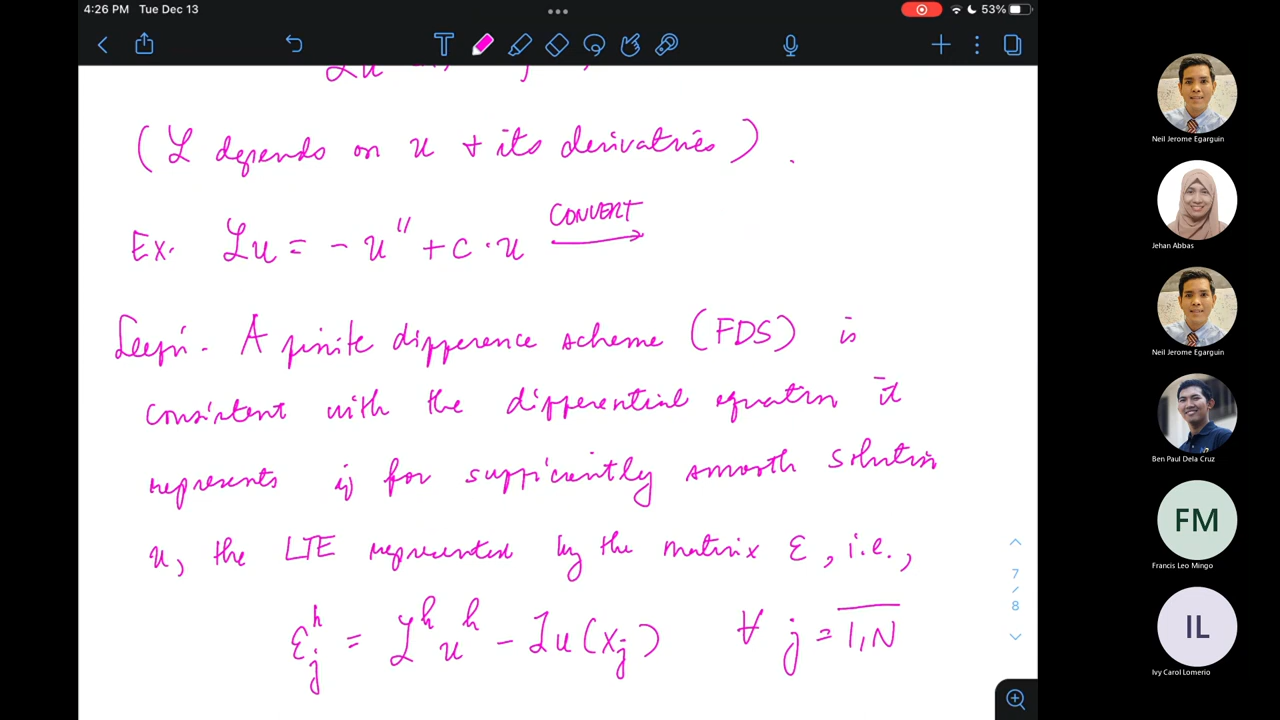 4:26 PM Tue Dec 13
53%
ℒu
(ℒ depends on u + its derivatives).
Ex. ℒu = - u'' + c·u CONVERT →
Defn. A finite difference scheme (FDS) is
consistent with the differential equation it
represents if for sufficiently smooth solution
u, the LTE represented by the matrix ε, i.e.,
ε_j^h = ℒ^h u^h - ℒu(x_j) ∀ j = \overline{1,N}
7
/
8
Neil Jerome Egarguin
Jehan Abbas
Neil Jerome Egarguin
Ben Paul Dela Cruz
FM
Francis Leo Mingo
IL
Ivy Carol Lomerio